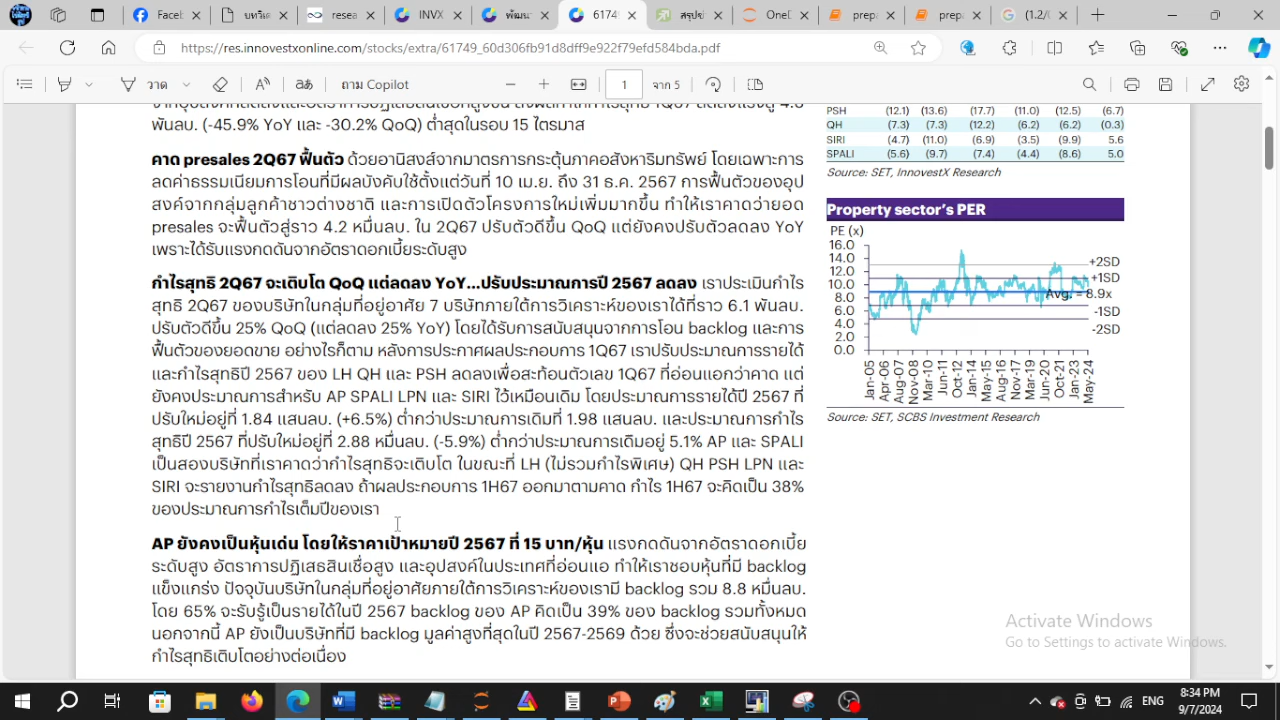 Facel
บทวิเ
resea
INVX
พัฒน
6174
สรุปข่
OneD
prepa
prepa
(1.2/
https://res.innovestxonline.com/stocks/extra/61749_60d306fb91d8dff9e922f79efd584bda.pdf
วาด
ถาม Copilot
1
จาก 5
พันลบ. (-45.9% YoY และ -30.2% QoQ) ต่ำสุดในรอบ 15 ไตรมาส
คาด presales 2Q67 ฟื้นตัว ด้วยอานิสงส์จากมาตรการกระตุ้นภาคอสังหาริมทรัพย์ โดยเฉพาะการ
ลดค่าธรรมเนียมการโอนที่มีผลบังคับใช้ตั้งแต่วันที่ 10 เม.ย. ถึง 31 ธ.ค. 2567 การฟื้นตัวของอุป
สงค์จากกลุ่มลูกค้าชาวต่างชาติ และการเปิดตัวโครงการใหม่เพิ่มมากขึ้น ทำให้เราคาดว่ายอด
presales จะฟื้นตัวสู่ราว 4.2 หมื่นลบ. ใน 2Q67 ปรับตัวดีขึ้น QoQ แต่ยังคงปรับตัวลดลง YoY
เพราะได้รับแรงกดดันจากอัตราดอกเบี้ยระดับสูง
กำไรสุทธิ 2Q67 จะเติบโต QoQ แต่ลดลง YoY...ปรับประมาณการปี 2567 ลดลง เราประเมินกำไร
สุทธิ 2Q67 ของบริษัทในกลุ่มที่อยู่อาศัย 7 บริษัทภายใต้การวิเคราะห์ของเราได้ที่ราว 6.1 พันลบ.
ปรับตัวดีขึ้น 25% QoQ (แต่ลดลง 25% YoY) โดยได้รับการสนับสนุนจากการโอน backlog และการ
ฟื้นตัวของยอดขาย อย่างไรก็ตาม หลังการประกาศผลประกอบการ 1Q67 เราปรับประมาณการรายได้
และกำไรสุทธิปี 2567 ของ LH QH และ PSH ลดลงเพื่อสะท้อนตัวเลข 1Q67 ที่อ่อนแอกว่าคาด แต่
ยังคงประมาณการสำหรับ AP SPALI LPN และ SIRI ไว้เหมือนเดิม โดยประมาณการรายได้ปี 2567 ที่
ปรับใหม่อยู่ที่ 1.84 แสนลบ. (+6.5%) ต่ำกว่าประมาณการเดิมที่ 1.98 แสนลบ. และประมาณการกำไร
สุทธิปี 2567 ที่ปรับใหม่อยู่ที่ 2.88 หมื่นลบ. (-5.9%) ต่ำกว่าประมาณการเดิมอยู่ 5.1% AP และ SPALI
เป็นสองบริษัทที่เราคาดว่ากำไรสุทธิจะเติบโต ในขณะที่ LH (ไม่รวมกำไรพิเศษ) QH PSH LPN และ
SIRI จะรายงานกำไรสุทธิลดลง ถ้าผลประกอบการ 1H67 ออกมาตามคาด กำไร 1H67 จะคิดเป็น 38%
ของประมาณการกำไรเต็มปีของเรา
AP ยังคงเป็นหุ้นเด่น โดยให้ราคาเป้าหมายปี 2567 ที่ 15 บาท/หุ้น แรงกดดันจากอัตราดอกเบี้ย
ระดับสูง อัตราการปฏิเสธสินเชื่อสูง และอุปสงค์ในประเทศที่อ่อนแอ ทำให้เราชอบหุ้นที่มี backlog
แข็งแกร่ง ปัจจุบันบริษัทในกลุ่มที่อยู่อาศัยภายใต้การวิเคราะห์ของเรามี backlog รวม 8.8 หมื่นลบ.
โดย 65% จะรับรู้เป็นรายได้ในปี 2567 backlog ของ AP คิดเป็น 39% ของ backlog รวมทั้งหมด
นอกจากนี้ AP ยังเป็นบริษัทที่มี backlog มูลค่าสูงที่สุดในปี 2567-2569 ด้วย ซึ่งจะช่วยสนับสนุนให้
กำไรสุทธิเติบโตอย่างต่อเนื่อง
PSH (12.1) (13.6) (17.7) (11.0) (12.5) (6.7)
QH (7.3) (7.3) (12.2) (6.2) (6.2) (0.3)
SIRI (4.7) (11.0) (6.9) (3.5) (9.9) 5.6
SPALI (5.6) (9.7) (7.4) (4.4) (8.6) 5.0
Source: SET, InnovestX Research
Property sector's PER
PE (x)
16.0
14.0
12.0
10.0
8.0
6.0
4.0
2.0
0.0
+2SD
+1SD
Avg. = 8.9x
-1SD
-2SD
Jan-05
Apr-06
Aug-07
Nov-08
Mar-10
Jun-11
Oct-12
Jan-14
May-15
Aug-16
Nov-17
Mar-19
Jun-20
Oct-21
Jan-23
May-24
Source: SET, SCBS Investment Research
Activate Windows
Go to Settings to activate Windows.
ENG
8:34 PM
9/7/2024